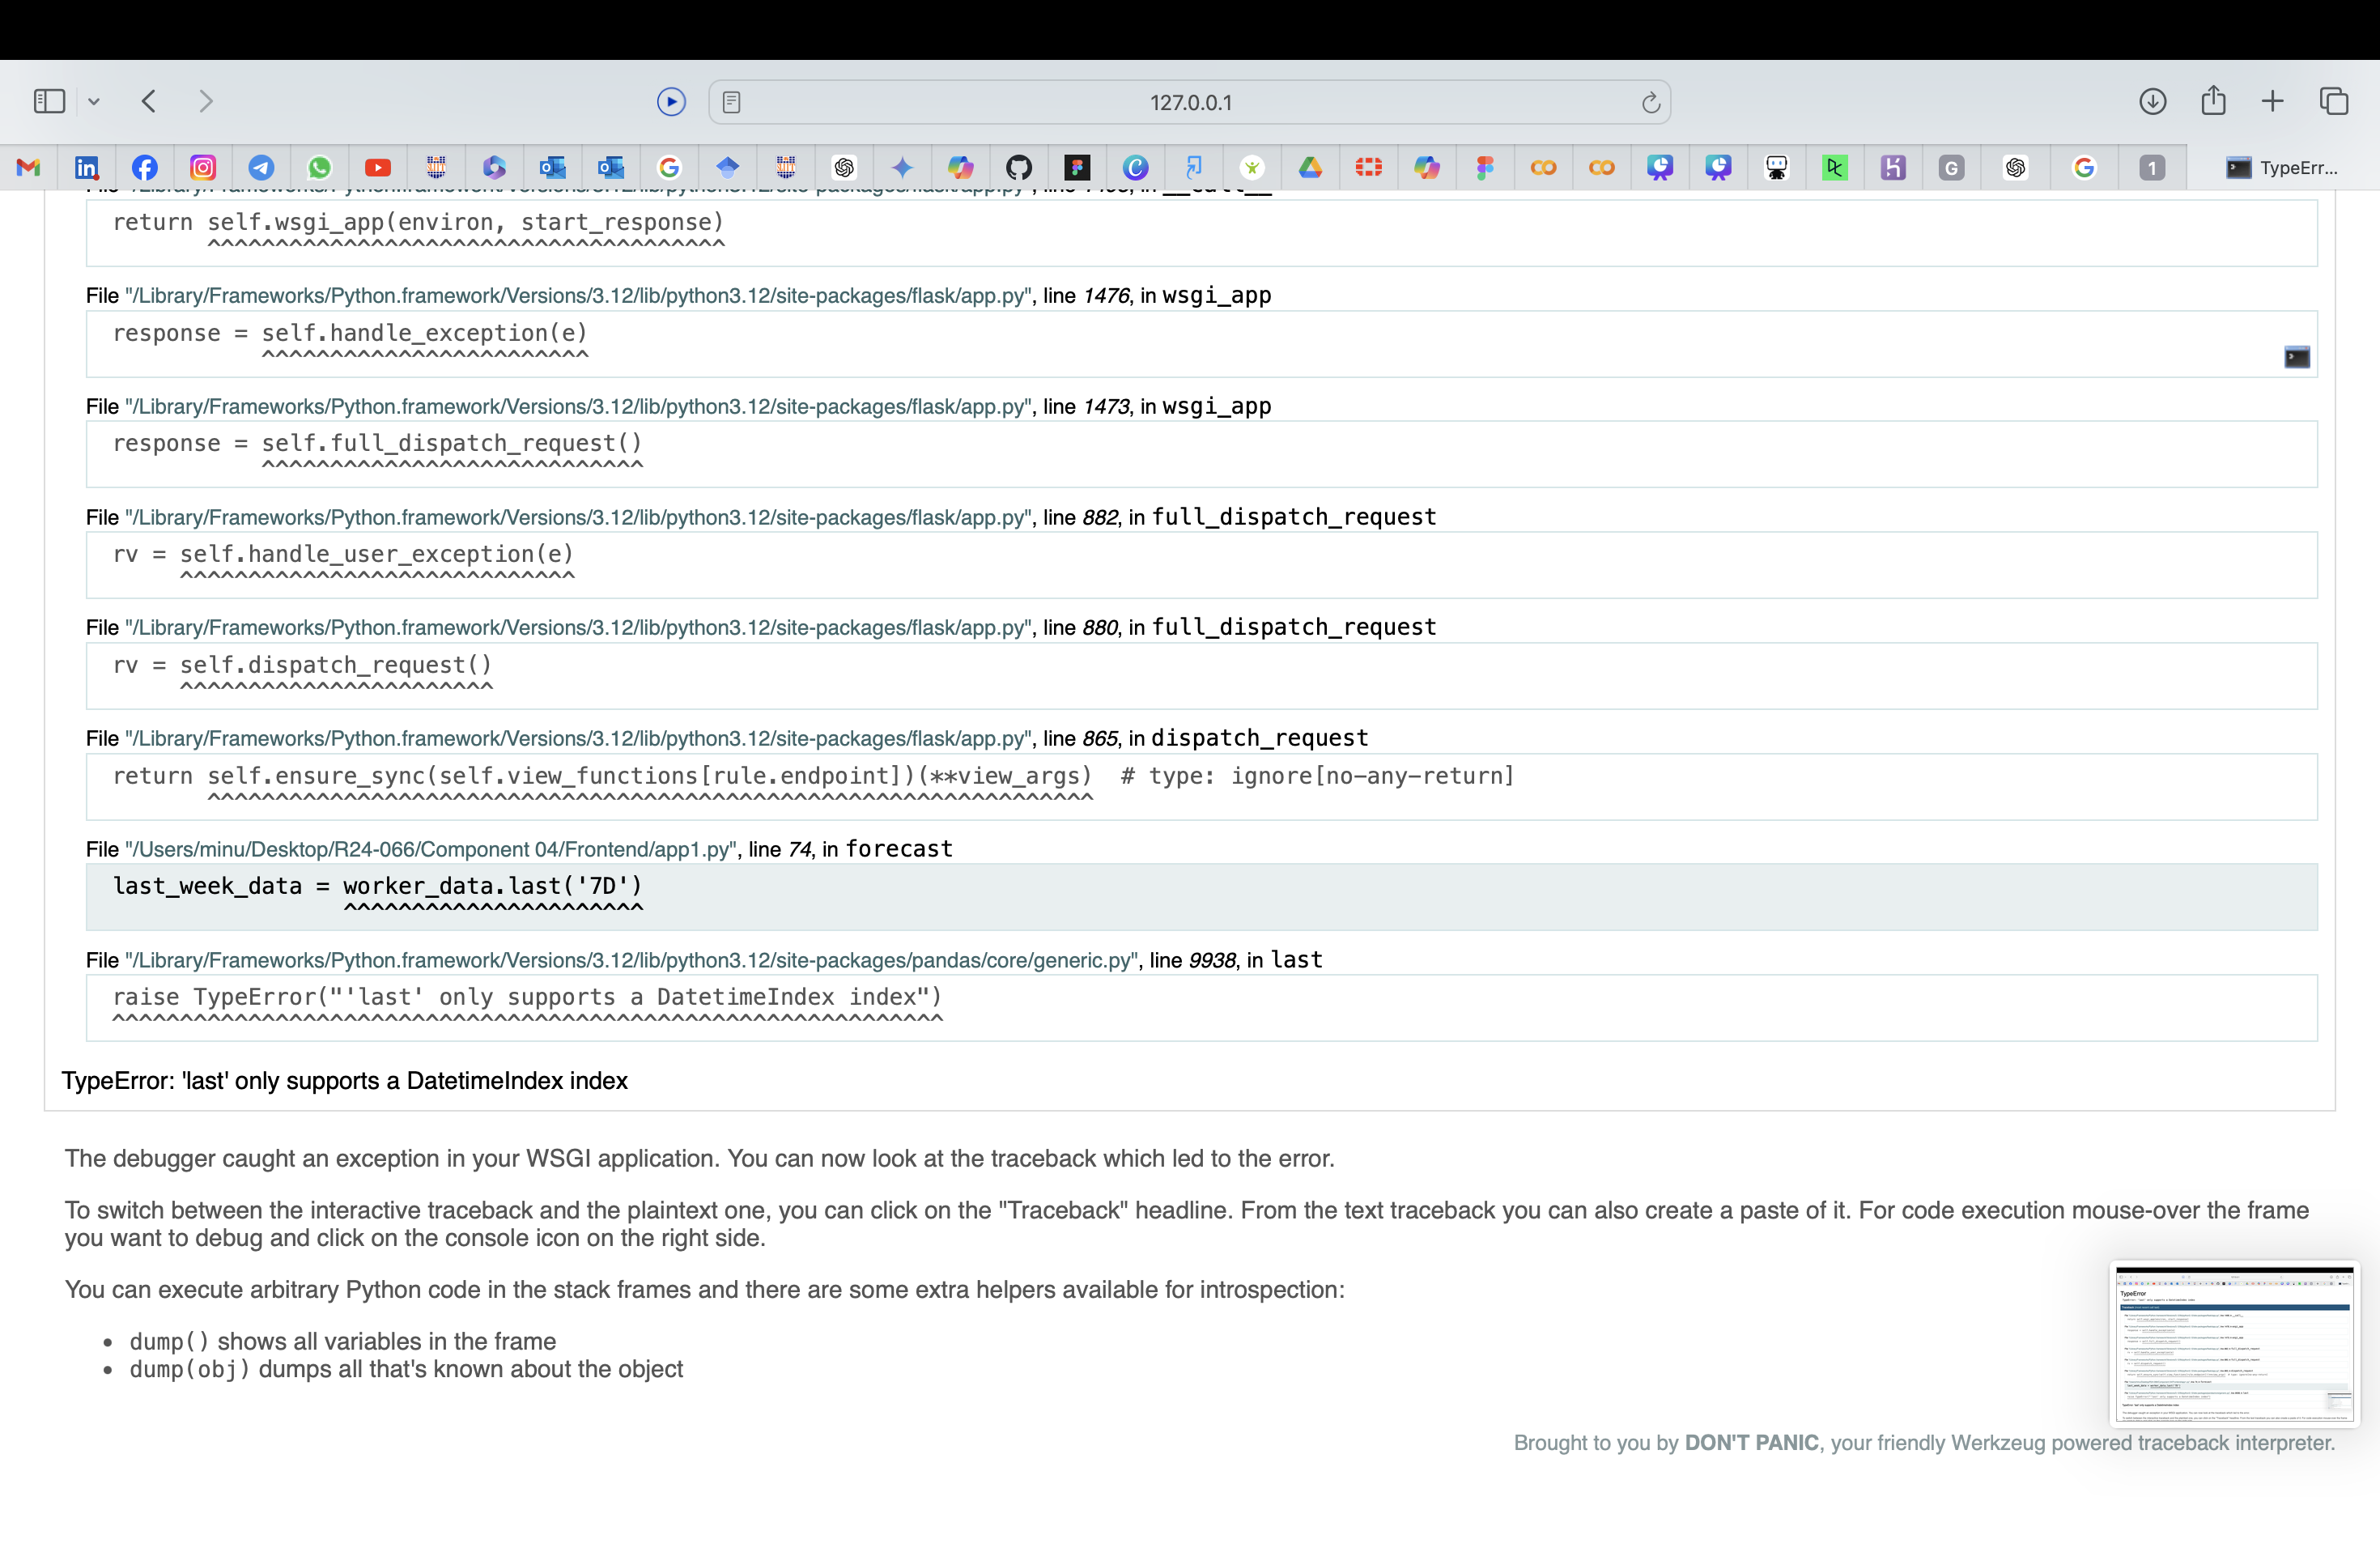 127.0.0.1
TypeErr...
return self.wsgi_app(environ, start_response)
^^^^^^^^^^^^^^^^^^^^^^^^^^^^^^^^^^^^^^
File "/Library/Frameworks/Python.framework/Versions/3.12/lib/python3.12/site-packages/flask/app.py", line 1476, in wsgi_app
response = self.handle_exception(e)
^^^^^^^^^^^^^^^^^^^^^^^^
File "/Library/Frameworks/Python.framework/Versions/3.12/lib/python3.12/site-packages/flask/app.py", line 1473, in wsgi_app
response = self.full_dispatch_request()
^^^^^^^^^^^^^^^^^^^^^^^^^^^^
File "/Library/Frameworks/Python.framework/Versions/3.12/lib/python3.12/site-packages/flask/app.py", line 882, in full_dispatch_request
rv = self.handle_user_exception(e)
^^^^^^^^^^^^^^^^^^^^^^^^^^^^^
File "/Library/Frameworks/Python.framework/Versions/3.12/lib/python3.12/site-packages/flask/app.py", line 880, in full_dispatch_request
rv = self.dispatch_request()
^^^^^^^^^^^^^^^^^^^^^^^
File "/Library/Frameworks/Python.framework/Versions/3.12/lib/python3.12/site-packages/flask/app.py", line 865, in dispatch_request
return self.ensure_sync(self.view_functions[rule.endpoint])(**view_args)  # type: ignore[no-any-return]
^^^^^^^^^^^^^^^^^^^^^^^^^^^^^^^^^^^^^^^^^^^^^^^^^^^^^^^^^^^^^^^^^
File "/Users/minu/Desktop/R24-066/Component 04/Frontend/app1.py", line 74, in forecast
last_week_data = worker_data.last('7D')
^^^^^^^^^^^^^^^^^^^^^^
File "/Library/Frameworks/Python.framework/Versions/3.12/lib/python3.12/site-packages/pandas/core/generic.py", line 9938, in last
raise TypeError("'last' only supports a DatetimeIndex index")
^^^^^^^^^^^^^^^^^^^^^^^^^^^^^^^^^^^^^^^^^^^^^^^^^^^^^^^^^^^^^
TypeError: 'last' only supports a DatetimeIndex index
The debugger caught an exception in your WSGI application. You can now look at the traceback which led to the error.
To switch between the interactive traceback and the plaintext one, you can click on the "Traceback" headline. From the text traceback you can also create a paste of it. For code execution mouse-over the frame
you want to debug and click on the console icon on the right side.
You can execute arbitrary Python code in the stack frames and there are some extra helpers available for introspection:
• dump() shows all variables in the frame
• dump(obj) dumps all that's known about the object
TypeError
Brought to you by DON'T PANIC, your friendly Werkzeug powered traceback interpreter.